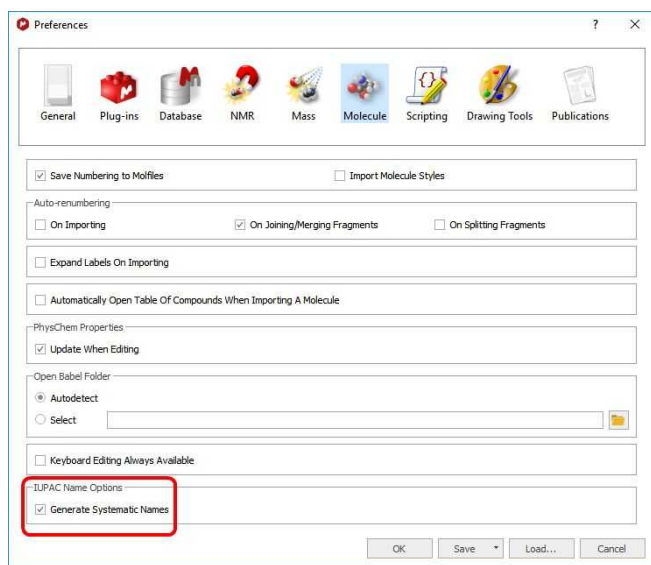 Preferences
General Plug-ins Database NMR Mass Molecule Scripting Drawing Tools Publications
Save Numbering to Molfiles Import Molecule Styles
Auto-renumbering
On Importing On Joining/Merging Fragments On Splitting Fragments
Expand Labels On Importing
Automatically Open Table Of Compounds When Importing A Molecule
PhysChem Properties
Update When Editing
Open Babel Folder
Autodetect
Select
Keyboard Editing Always Available
IUPAC Name Options
Generate Systematic Names
OK Save Load... Cancel